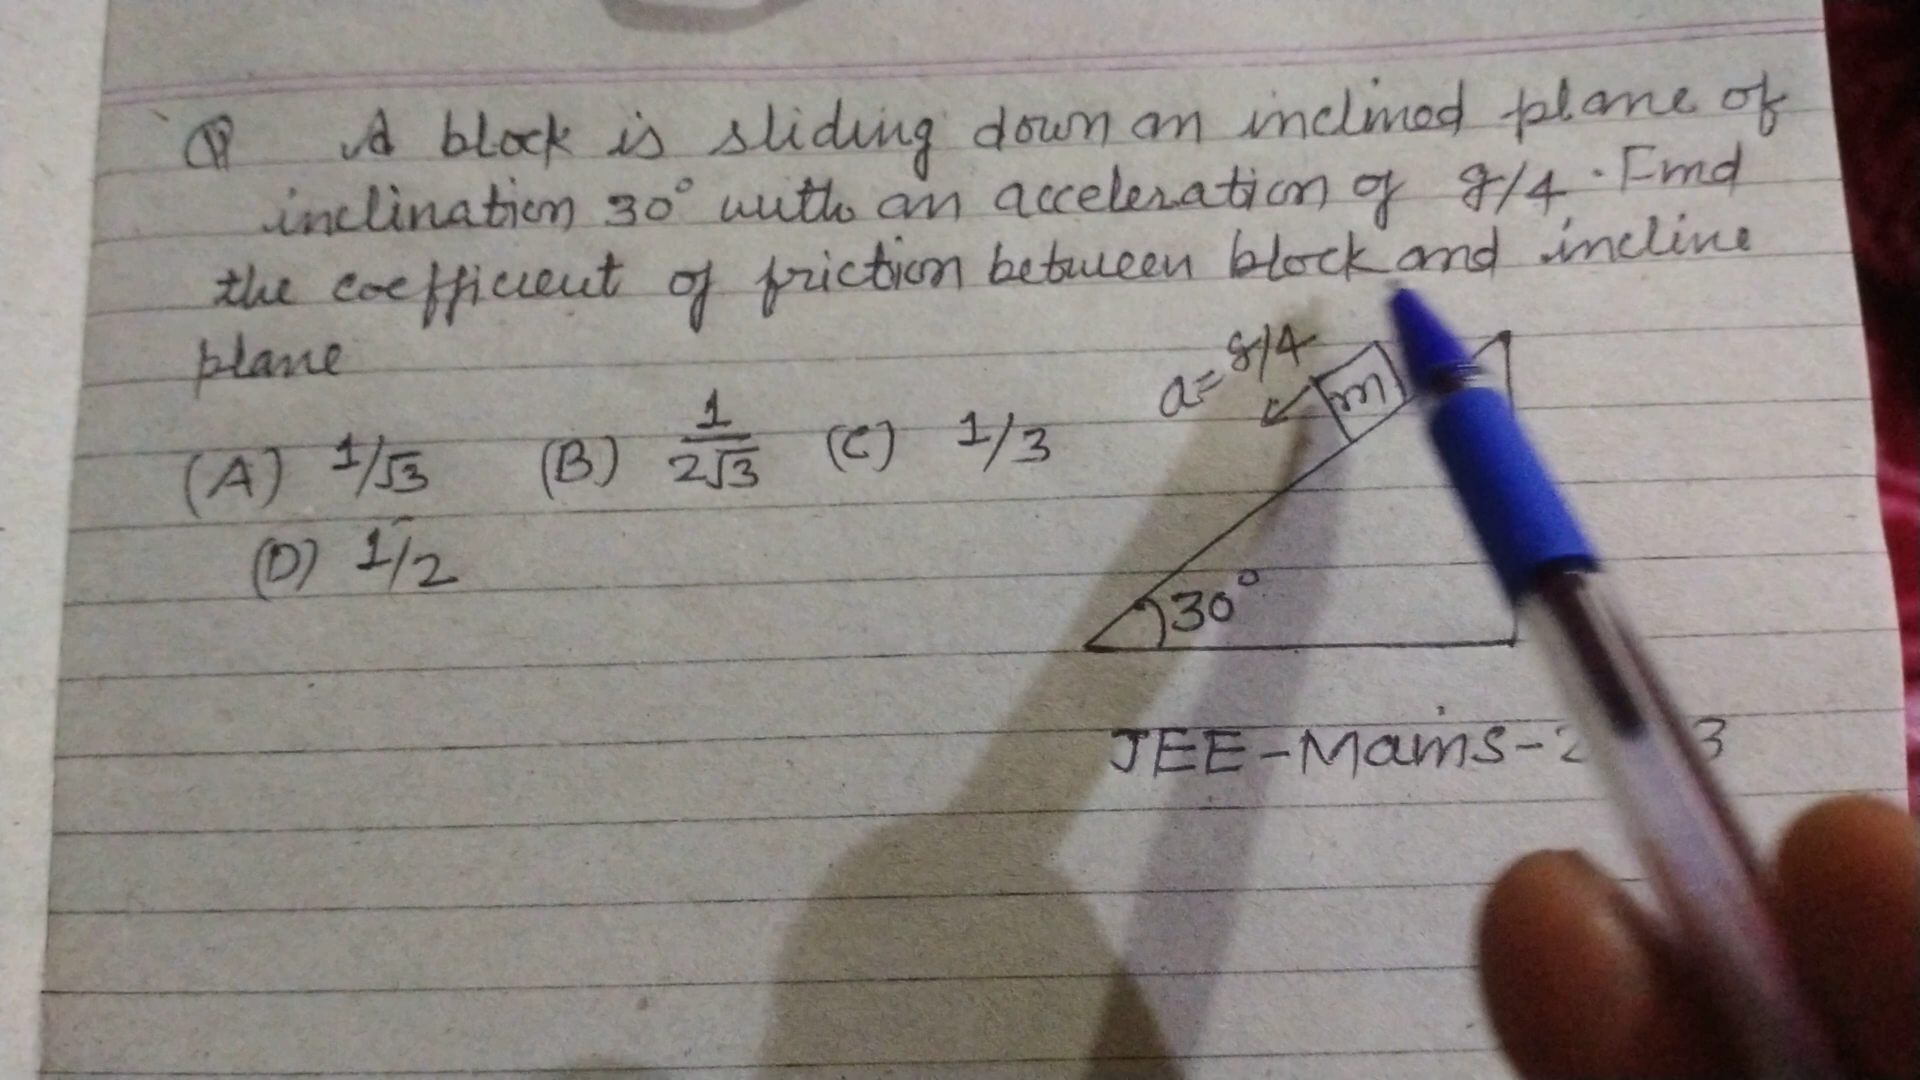 Q A block is sliding down an inclined plane of
inclination 30° with an acceleration of g/4. Find
the coefficient of friction between block and incline
plane
(A) 1/√3 (B) 1/2√3 (C) 1/3
(D) 1/2
a = g/4
m
30°
JEE-Mains-